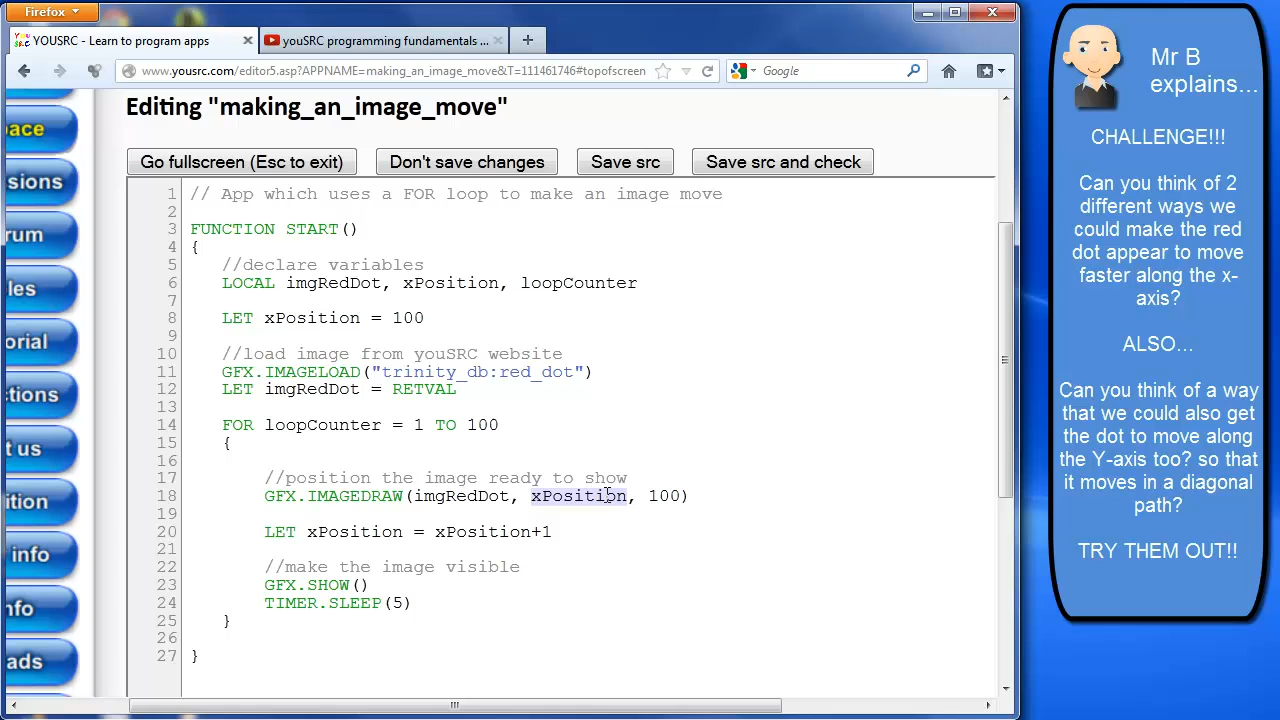 Firefox
YOUSRC - Learn to program apps
youSRC programming fundamentals ...
www.yousrc.com/editor5.asp?APPNAME=making_an_image_move&T=111461746#topofscreen
Google
Editing "making_an_image_move"
Go fullscreen (Esc to exit)
Don't save changes
Save src
Save src and check
ace
sions
rum
les
orial
ctions
t us
ition
info
nfo
ads
1 // App which uses a FOR loop to make an image move
2
3 FUNCTION START()
4 {
5 //declare variables
6 LOCAL imgRedDot, xPosition, loopCounter
7
8 LET xPosition = 100
9
10 //load image from youSRC website
11 GFX.IMAGELOAD("trinity_db:red_dot")
12 LET imgRedDot = RETVAL
13
14 FOR loopCounter = 1 TO 100
15 {
16
17 //position the image ready to show
18 GFX.IMAGEDRAW(imgRedDot, xPosition, 100)
19
20 LET xPosition = xPosition+1
21
22 //make the image visible
23 GFX.SHOW()
24 TIMER.SLEEP(5)
25 }
26
27 }
Mr B
explains...
CHALLENGE!!!
Can you think of 2
different ways we
could make the red
dot appear to move
faster along the x-
axis?
ALSO...
Can you think of a way
that we could also get
the dot to move along
the Y-axis too? so that
it moves in a diagonal
path?
TRY THEM OUT!!